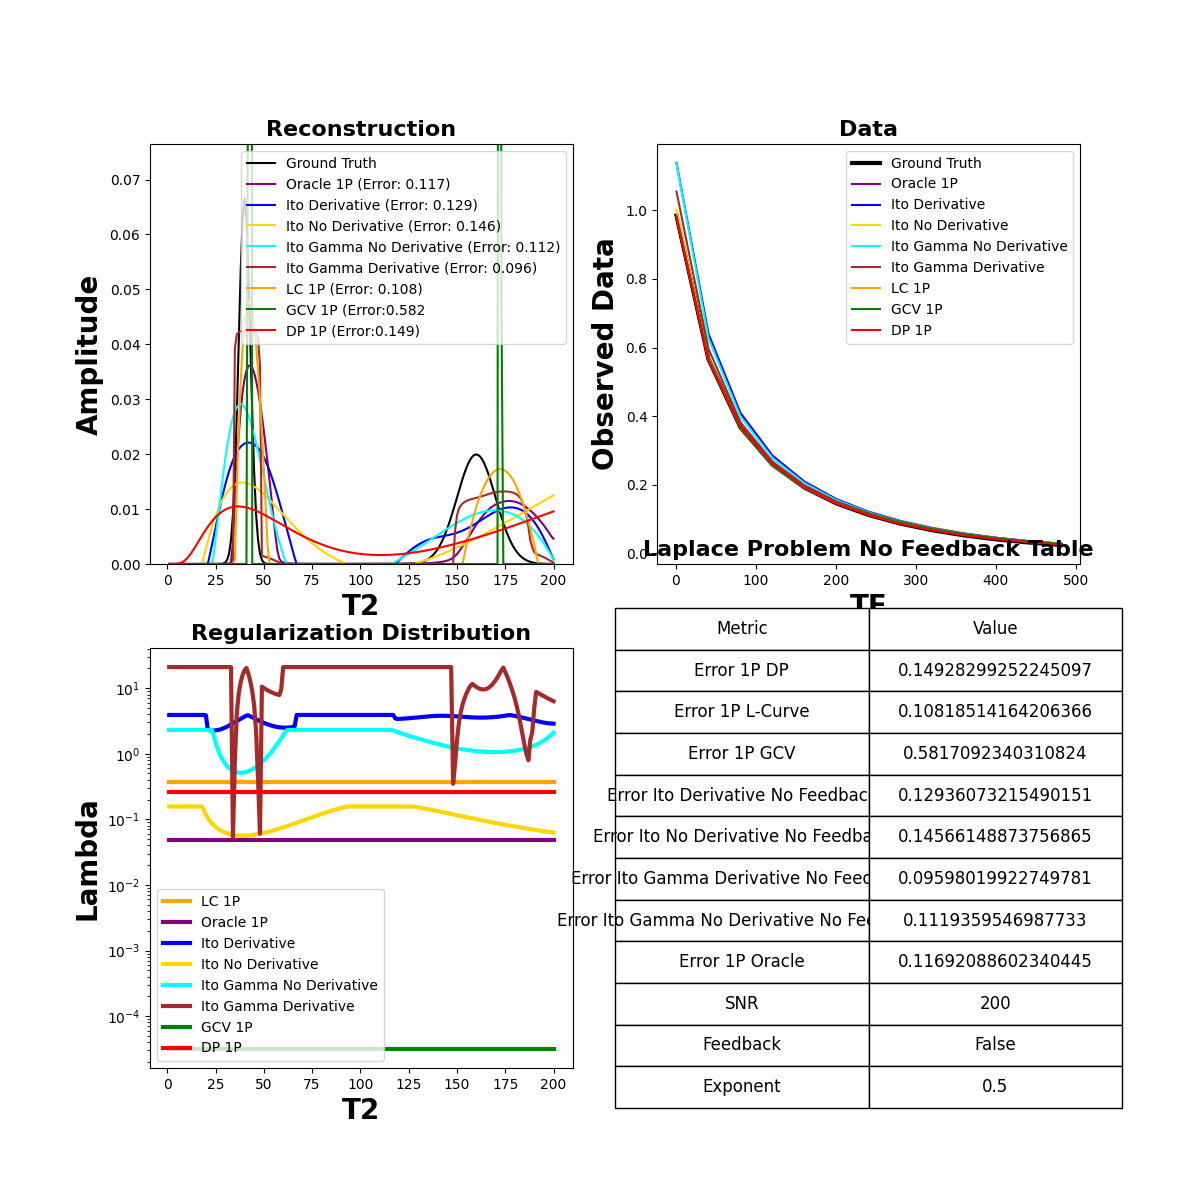 Reconstruction
Amplitude
0.07
0.06
0.05
0.04
0.03
0.02
0.01
0.00
Ground Truth
Oracle 1P (Error: 0.117)
Ito Derivative (Error: 0.129)
Ito No Derivative (Error: 0.146)
Ito Gamma No Derivative (Error: 0.112)
Ito Gamma Derivative (Error: 0.096)
LC 1P (Error: 0.108)
GCV 1P (Error:0.582
DP 1P (Error:0.149)
0 25 50 75 100 125 150 175 200
T2
Data
Observed Data
1.0
0.8
0.6
0.4
0.2
0.0
Ground Truth
Oracle 1P
Ito Derivative
Ito No Derivative
Ito Gamma No Derivative
Ito Gamma Derivative
LC 1P
GCV 1P
DP 1P
Laplace Problem No Feedback Table
0 100 200 300 400 500
TE
Regularization Distribution
Lambda
10^1
10^0
10^-1
10^-2
10^-3
10^-4
LC 1P
Oracle 1P
Ito Derivative
Ito No Derivative
Ito Gamma No Derivative
Ito Gamma Derivative
GCV 1P
DP 1P
0 25 50 75 100 125 150 175 200
T2
Metric Value
Error 1P DP 0.14928299252245097
Error 1P L-Curve 0.10818514164206366
Error 1P GCV 0.5817092340310824
Error Ito Derivative No Feedbac 0.12936073215490151
Error Ito No Derivative No Feedba 0.14566148873756865
Error Ito Gamma Derivative No Feed 0.09598019922749781
Error Ito Gamma No Derivative No Fee 0.1119359546987733
Error 1P Oracle 0.11692088602340445
SNR 200
Feedback False
Exponent 0.5